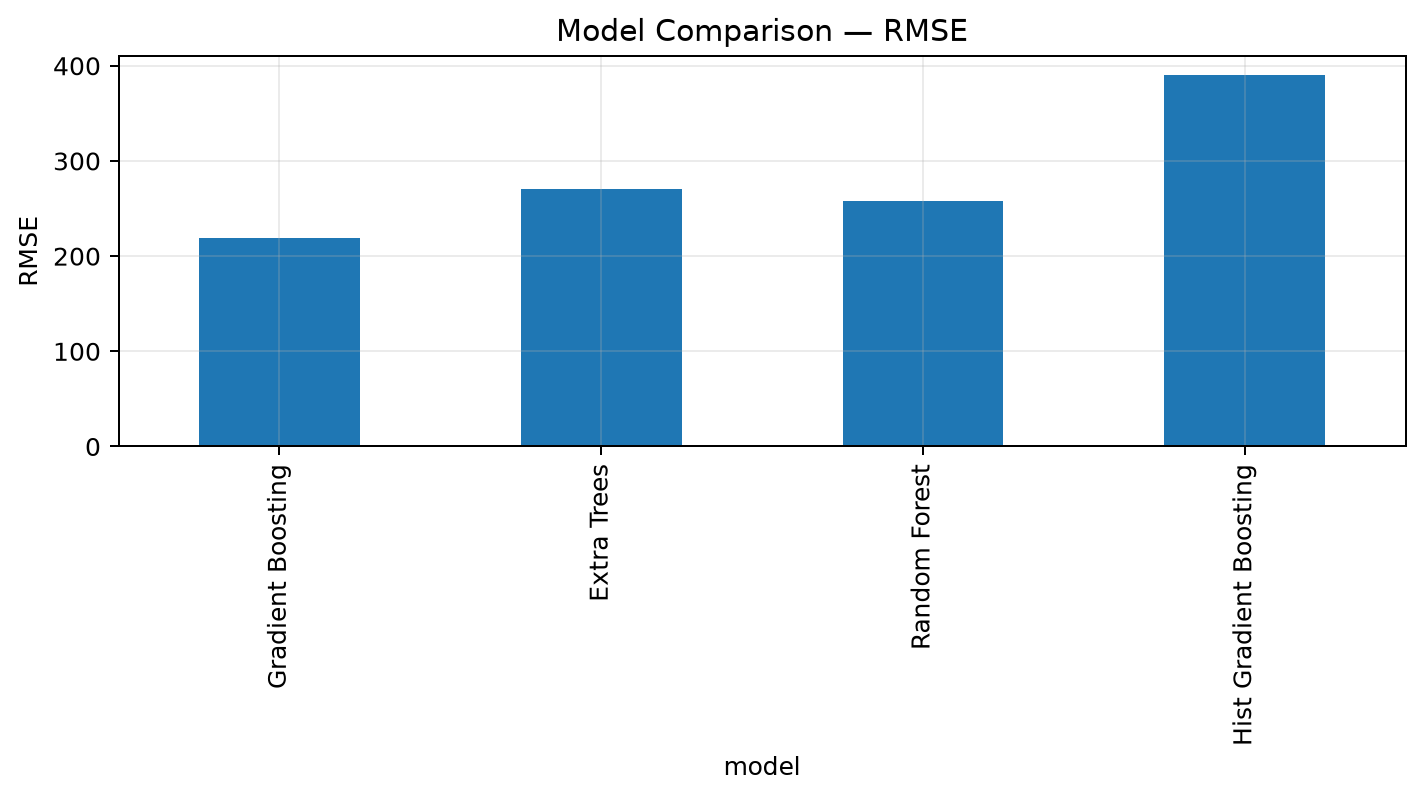 Model Comparison — RMSE
RMSE
400
300
200
100
0
Gradient Boosting
Extra Trees
Random Forest
Hist Gradient Boosting
model